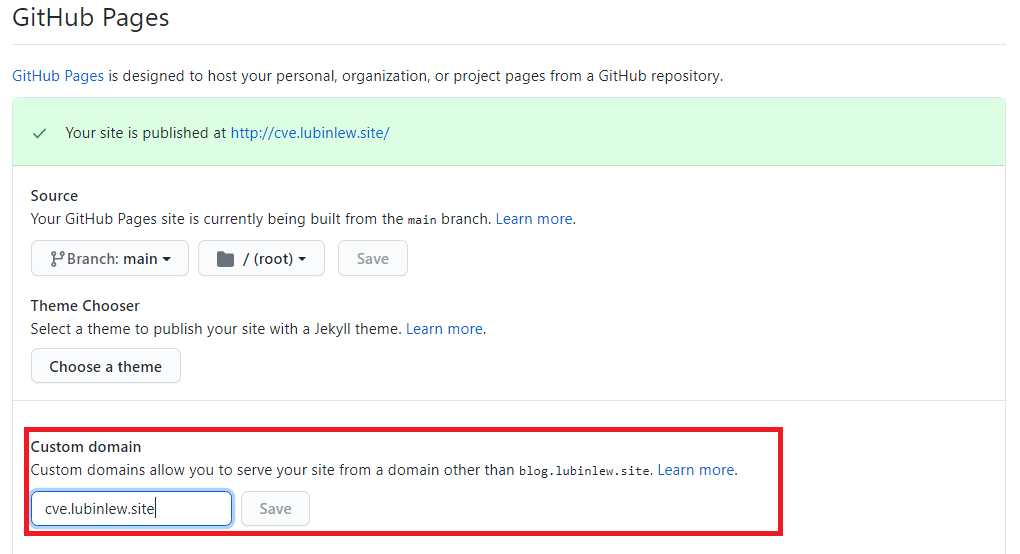 GitHub Pages
GitHub Pages is designed to host your personal, organization, or project pages from a GitHub repository.
Your site is published at http://cve.lubinlew.site/
Source
Your GitHub Pages site is currently being built from the main branch. Learn more.
Branch: main
/ (root)
Save
Theme Chooser
Select a theme to publish your site with a Jekyll theme. Learn more.
Choose a theme
Custom domain
Custom domains allow you to serve your site from a domain other than blog.lubinlew.site. Learn more.
cve.lubinlew.site
Save